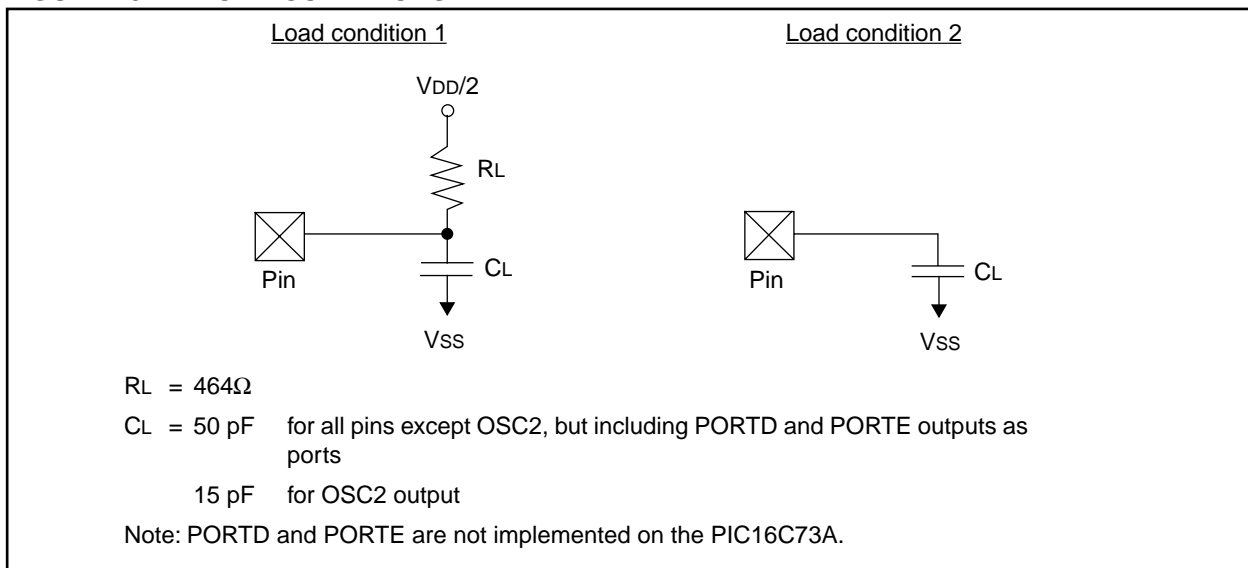 Load condition 1
Load condition 2
VDD/2
RL
Pin
CL
VSS
Pin
CL
VSS
RL = 464Ω
CL = 50 pF for all pins except OSC2, but including PORTD and PORTE outputs as
ports
15 pF for OSC2 output
Note: PORTD and PORTE are not implemented on the PIC16C73A.